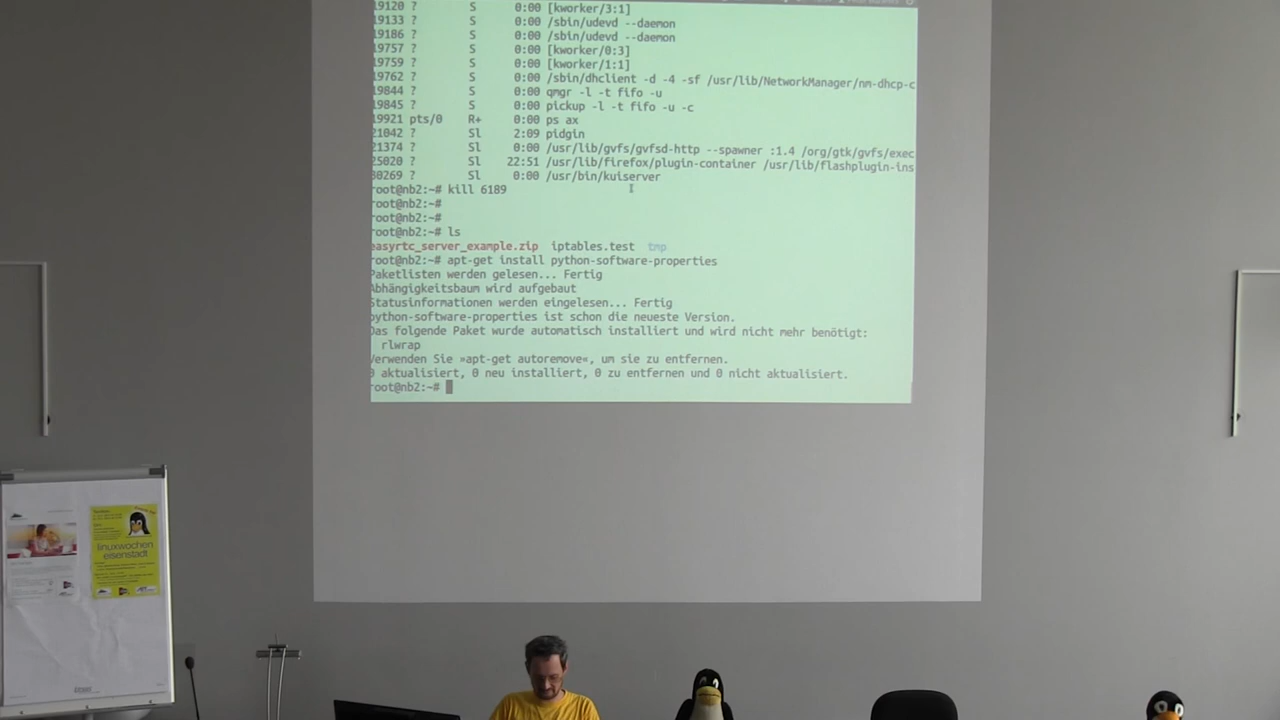 19120 ?        S      0:00 [kworker/3:1]
19133 ?        S      0:00 /sbin/udevd --daemon
19186 ?        S      0:00 /sbin/udevd --daemon
19757 ?        S      0:00 [kworker/0:3]
19759 ?        S      0:00 [kworker/1:1]
19762 ?        S      0:00 /sbin/dhclient -d -4 -sf /usr/lib/NetworkManager/nm-dhcp-c
19844 ?        S      0:00 qmgr -l -t fifo -u
19845 ?        S      0:00 pickup -l -t fifo -u -c
19921 pts/0    R+     0:00 ps ax
21042 ?        Sl     2:09 pidgin
21374 ?        Sl     0:00 /usr/lib/gvfs/gvfsd-http --spawner :1.4 /org/gtk/gvfs/exec
25020 ?        Sl    22:51 /usr/lib/firefox/plugin-container /usr/lib/flashplugin-ins
30269 ?        Sl     0:00 /usr/bin/kuiserver
root@nb2:~# kill 6189
root@nb2:~#
root@nb2:~#
root@nb2:~# ls
easyrtc_server_example.zip  iptables.test  tmp
root@nb2:~# apt-get install python-software-properties
Paketlisten werden gelesen... Fertig
Abhängigkeitsbaum wird aufgebaut
Statusinformationen werden eingelesen... Fertig
python-software-properties ist schon die neueste Version.
Das folgende Paket wurde automatisch installiert und wird nicht mehr benötigt:
rlwrap
Verwenden Sie »apt-get autoremove«, um sie zu entfernen.
0 aktualisiert, 0 neu installiert, 0 zu entfernen und 0 nicht aktualisiert.
root@nb2:~#
linuxwochen
eisenstadt